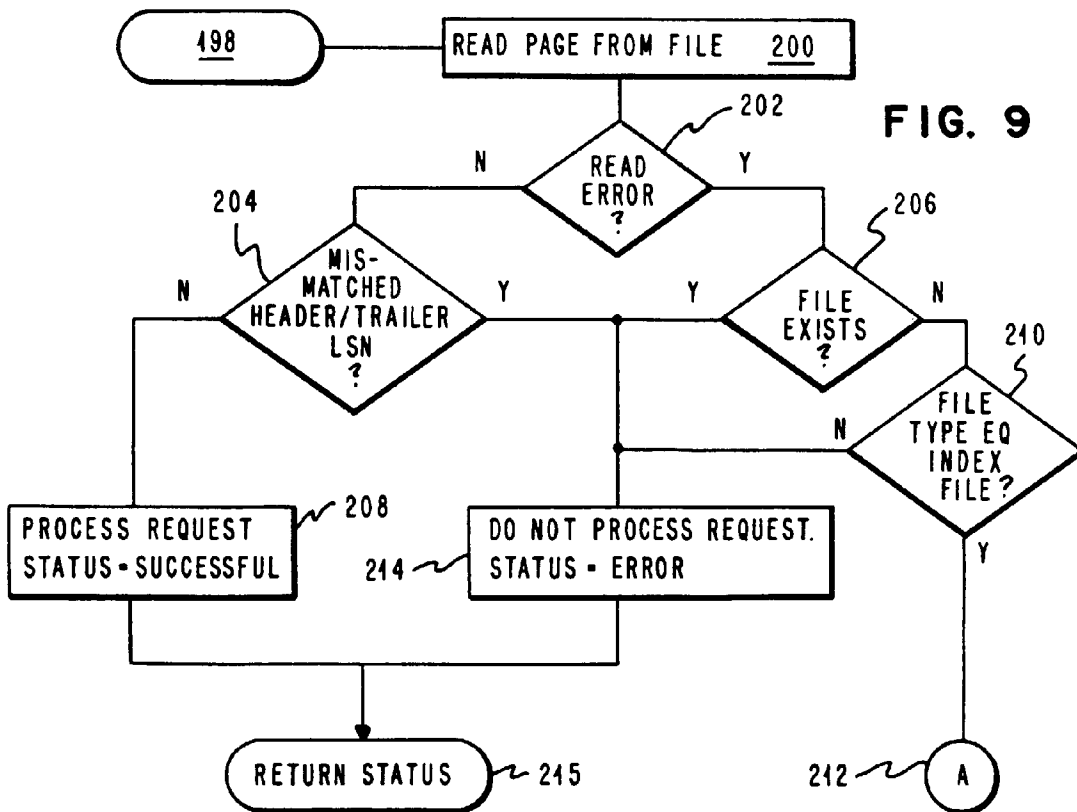 198
READ PAGE FROM FILE 200
202
FIG. 9
N
READ
ERROR
?
Y
204
206
N
MIS-
MATCHED
HEADER/TRAILER
LSN
?
Y
Y
FILE
EXISTS
?
N
210
N
FILE
TYPE EQ
INDEX
FILE?
Y
PROCESS REQUEST
STATUS = SUCCESSFUL
208
214
DO NOT PROCESS REQUEST.
STATUS = ERROR
RETURN STATUS
215
212
A